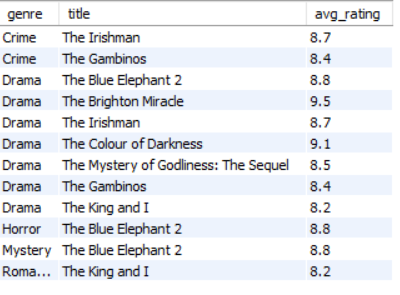 genre title avg_rating
Crime The Irishman 8.7
Crime The Gambinos 8.4
Drama The Blue Elephant 2 8.8
Drama The Brighton Miracle 9.5
Drama The Irishman 8.7
Drama The Colour of Darkness 9.1
Drama The Mystery of Godliness: The Sequel 8.5
Drama The Gambinos 8.4
Drama The King and I 8.2
Horror The Blue Elephant 2 8.8
Mystery The Blue Elephant 2 8.8
Roma... The King and I 8.2